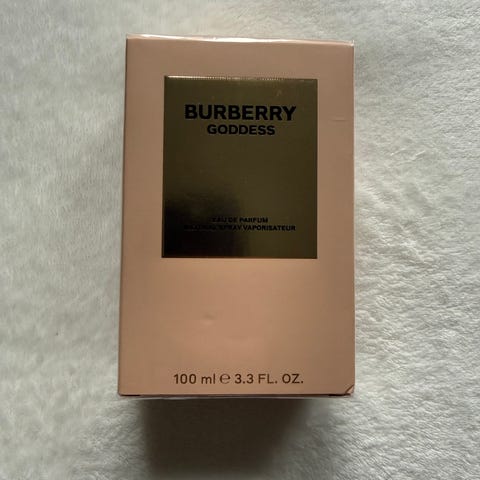 BURBERRY
GODDESS
EAU DE PARFUM
NATURAL SPRAY VAPORISATEUR
100 ml ℮ 3.3 FL. OZ.